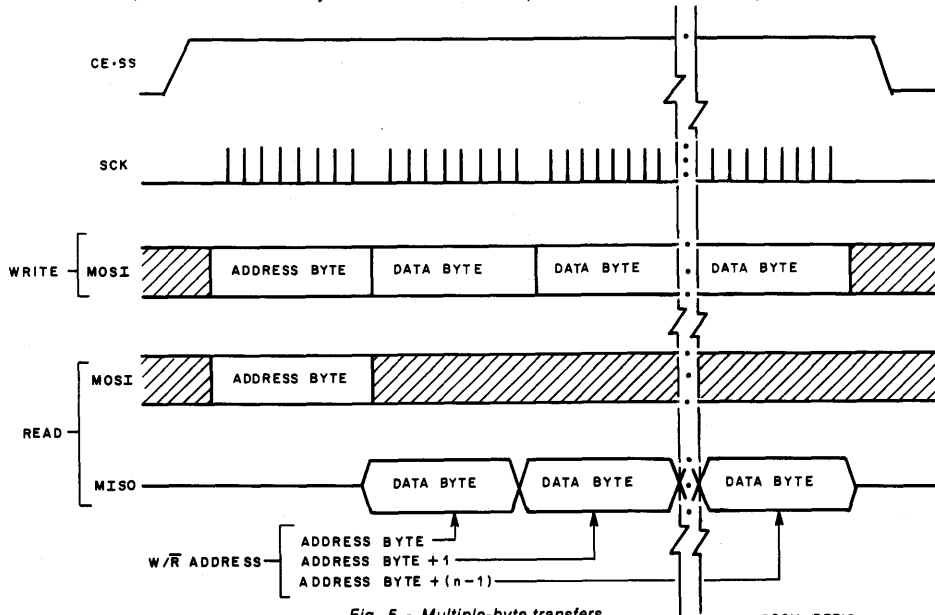 CE·SS
SCK
WRITE
MOSI
ADDRESS BYTE
DATA BYTE
DATA BYTE
DATA BYTE
READ
MOSI
ADDRESS BYTE
MISO
DATA BYTE
DATA BYTE
DATA BYTE
W/R̅ ADDRESS
ADDRESS BYTE
ADDRESS BYTE +1
ADDRESS BYTE +(n-1)
Fig. 5 - Multiple-byte transfers